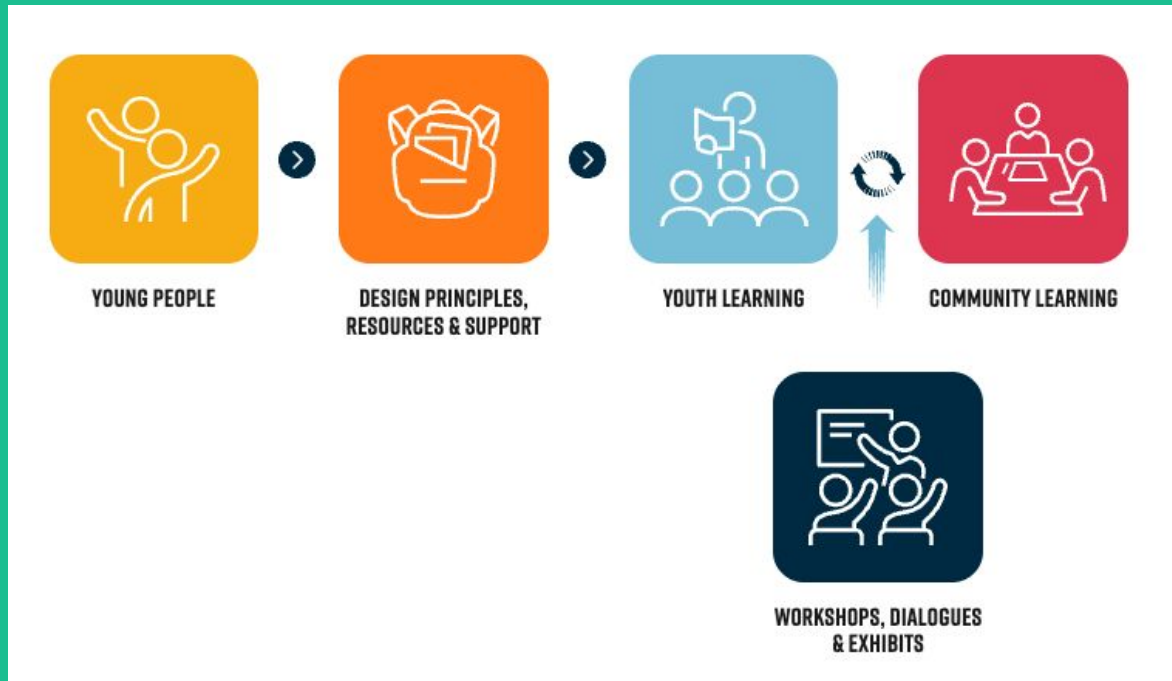 YOUNG PEOPLE
DESIGN PRINCIPLES,
RESOURCES & SUPPORT
YOUTH LEARNING
COMMUNITY LEARNING
WORKSHOPS, DIALOGUES
& EXHIBITS